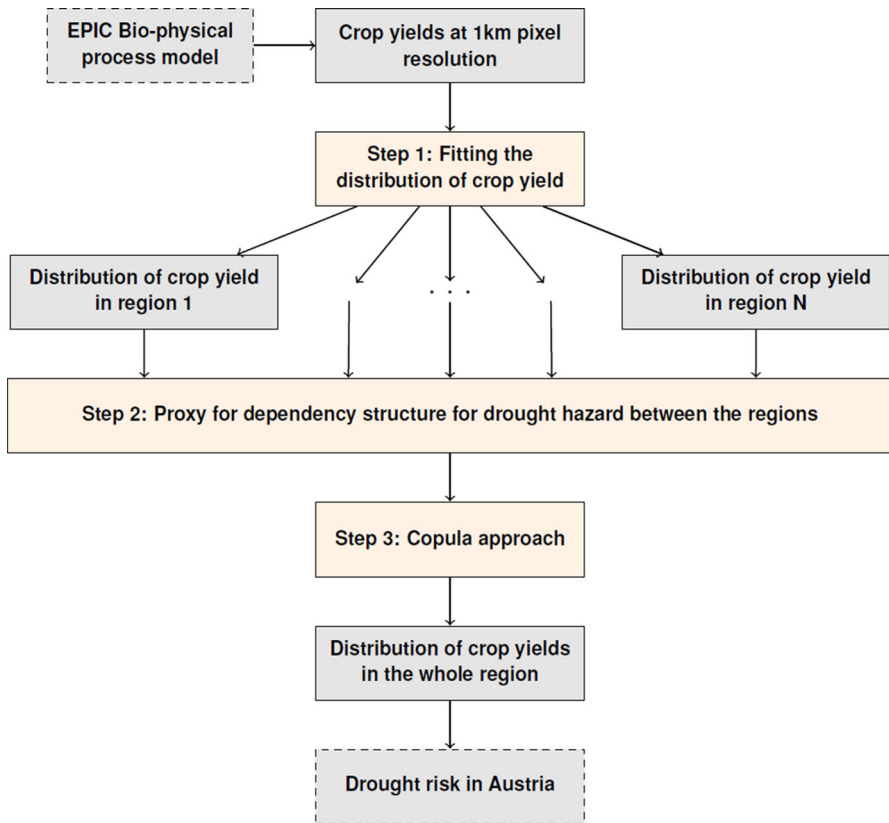 EPIC Bio-physical
process model
Crop yields at 1km pixel
resolution
Step 1: Fitting the
distribution of crop yield
Distribution of crop yield
in region 1
. . .
Distribution of crop yield
in region N
Step 2: Proxy for dependency structure for drought hazard between the regions
Step 3: Copula approach
Distribution of crop yields
in the whole region
Drought risk in Austria